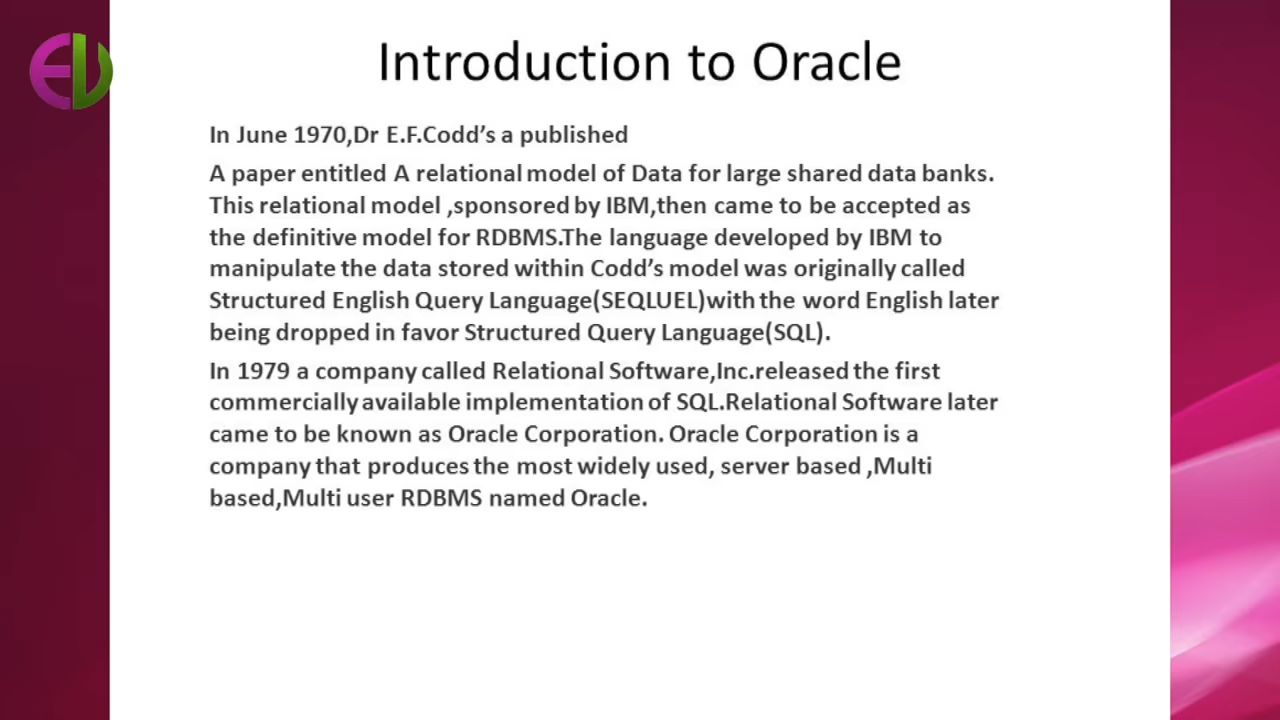 Introduction to Oracle
In June 1970,Dr E.F.Codd’s a published
A paper entitled A relational model of Data for large shared data banks.
This relational model ,sponsored by IBM,then came to be accepted as
the definitive model for RDBMS.The language developed by IBM to
manipulate the data stored within Codd’s model was originally called
Structured English Query Language(SEQLUEL)with the word English later
being dropped in favor Structured Query Language(SQL).
In 1979 a company called Relational Software,Inc.released the first
commercially available implementation of SQL.Relational Software later
came to be known as Oracle Corporation. Oracle Corporation is a
company that produces the most widely used, server based ,Multi
based,Multi user RDBMS named Oracle.